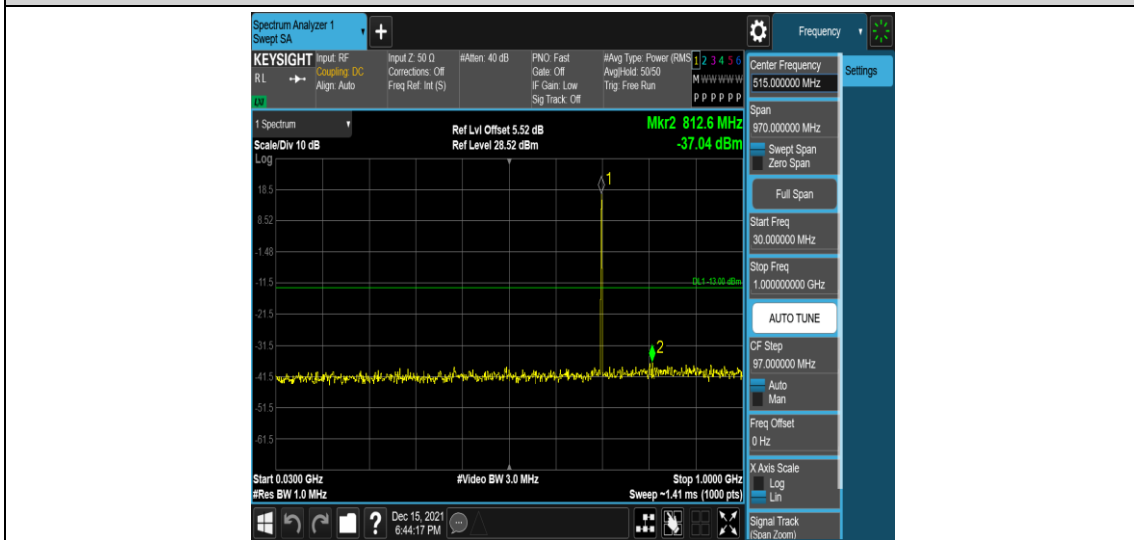 Spectrum Analyzer 1
Swept SA
+
Frequency
KEYSIGHT
RL
LXI
Input: RF
Coupling: DC
Align: Auto
Input Z: 50 Ω
Corrections: Off
Freq Ref: Int (S)
#Atten: 40 dB
PNO: Fast
Gate: Off
IF Gain: Low
Sig Track: Off
#Avg Type: Power (RMS
Avg|Hold: 50/50
Trig: Free Run
1 2 3 4 5 6
M W W W W W
P P P P P P
1 Spectrum
Scale/Div 10 dB
Ref Lvl Offset 5.52 dB
Ref Level 28.52 dBm
Mkr2 812.6 MHz
-37.04 dBm
Log
18.5
8.52
-1.48
-11.5
-21.5
-31.5
-41.5
-51.5
-61.5
1
DL1 -13.00 dBm
2
Start 0.0300 GHz
#Res BW 1.0 MHz
#Video BW 3.0 MHz
Stop 1.0000 GHz
Sweep ~1.41 ms (1000 pts)
Center Frequency
515.000000 MHz
Settings
Span
970.000000 MHz
Swept Span
Zero Span
Full Span
Start Freq
30.000000 MHz
Stop Freq
1.000000000 GHz
AUTO TUNE
CF Step
97.000000 MHz
Auto
Man
Freq Offset
0 Hz
X Axis Scale
Log
Lin
Signal Track
(Span Zoom)
?
Dec 15, 2021
6:44:17 PM